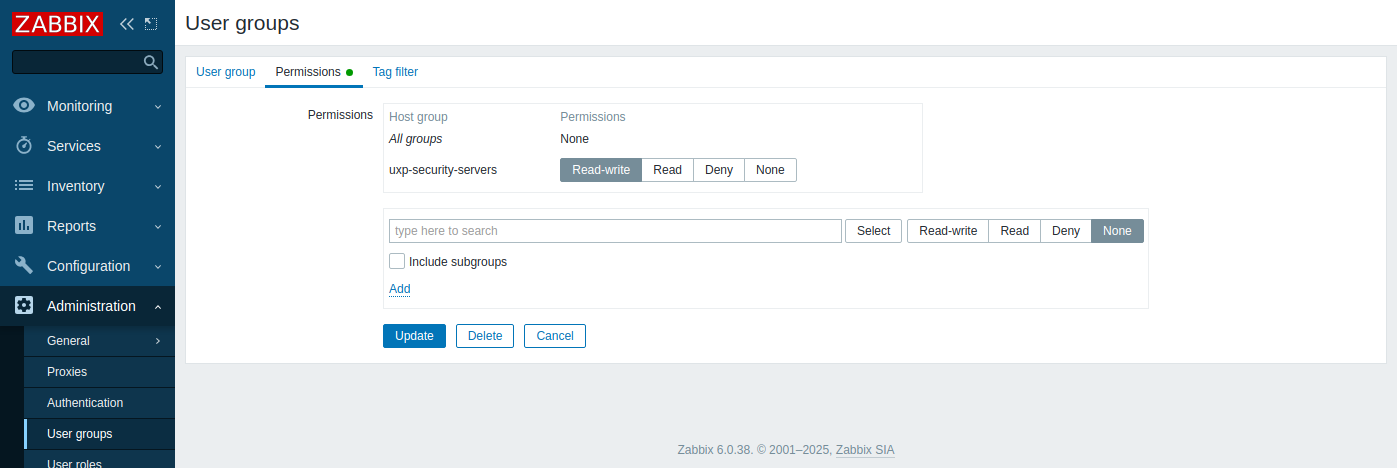 ZABBIX
Monitoring
Services
Inventory
Reports
Configuration
Administration
General
Proxies
Authentication
User groups
User roles
User groups
User group Permissions Tag filter
Permissions
Host group Permissions
All groups None
uxp-security-servers Read-write Read Deny None
type here to search Select Read-write Read Deny None
Include subgroups
Add
Update Delete Cancel
Zabbix 6.0.38. © 2001–2025, Zabbix SIA